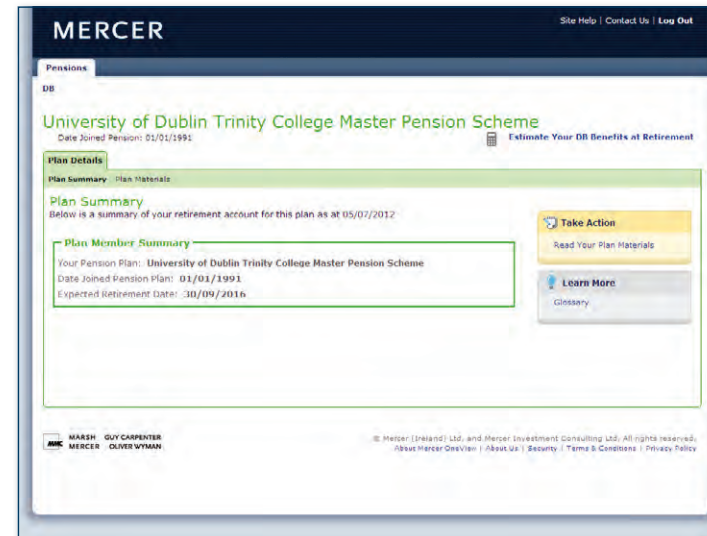 MERCER
Site Help | Contact Us | Log Out
Pensions
DB
University of Dublin Trinity College Master Pension Scheme
Date Joined Pension: 01/01/1991
Estimate Your DB Benefits at Retirement
Plan Details
Plan Summary Plan Materials
Plan Summary
Below is a summary of your retirement account for this plan as at 05/07/2012
Plan Member Summary
Your Pension Plan: University of Dublin Trinity College Master Pension Scheme
Date Joined Pension Plan: 01/01/1991
Expected Retirement Date: 30/09/2016
Take Action
Read Your Plan Materials
Learn More
Glossary
MMC MARSH GUY CARPENTER
MERCER OLIVER WYMAN
© Mercer (Ireland) Ltd. and Mercer Investment Consulting Ltd. All rights reserved.
About Mercer OneView | About Us | Security | Terms & Conditions | Privacy Policy